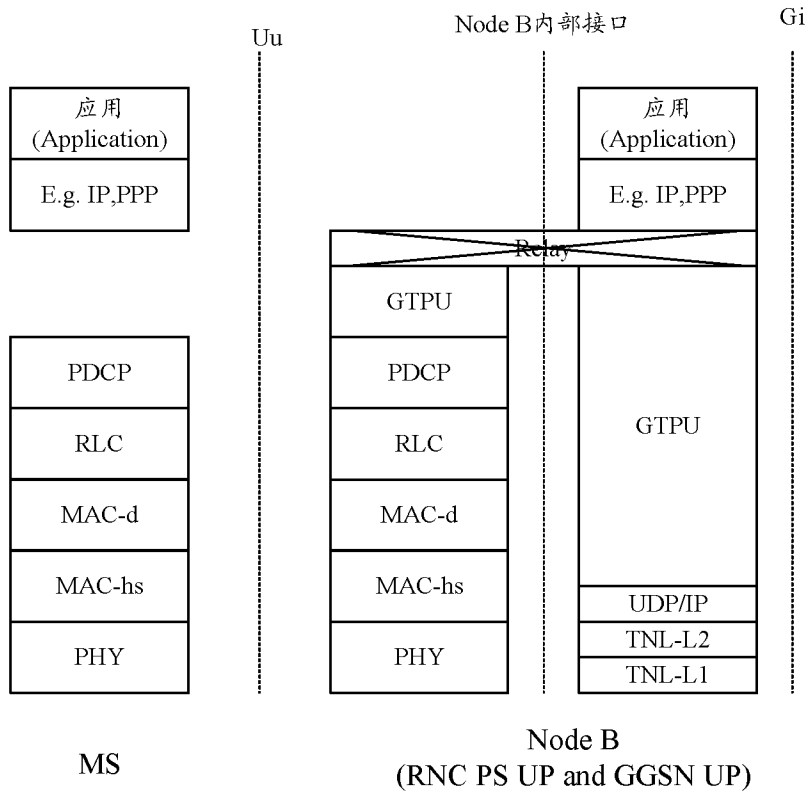 Uu
Node B内部接口
Gi
应用
(Application)
E.g. IP,PPP
应用
(Application)
E.g. IP,PPP
Relay
GTPU
PDCP
RLC
MAC-d
MAC-hs
PHY
PDCP
RLC
MAC-d
MAC-hs
PHY
GTPU
UDP/IP
TNL-L2
TNL-L1
MS
Node B
(RNC PS UP and GGSN UP)